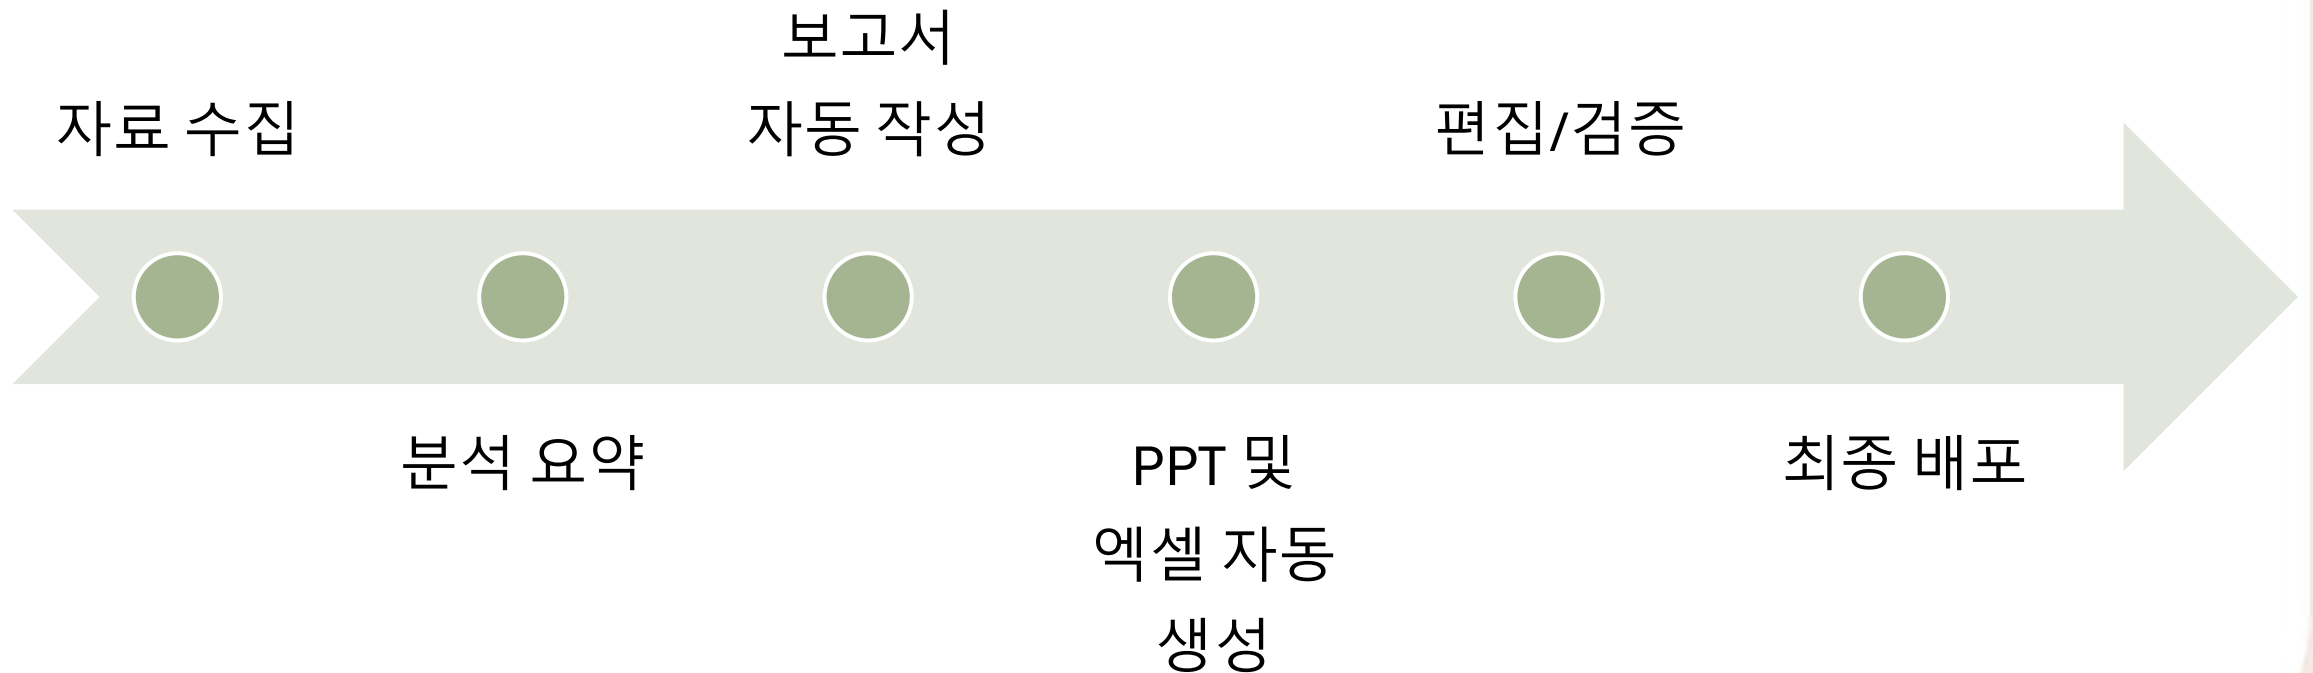 자료 수집
분석 요약
보고서
자동 작성
PPT 및
엑셀 자동
생성
편집/검증
최종 배포